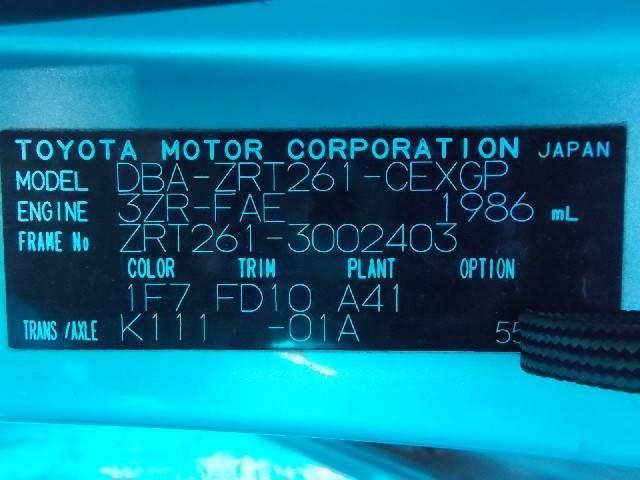 TOYOTA MOTOR CORPORATION JAPAN
MODEL DBA-ZRT261-CEXGP
ENGINE 3ZR-FAE 1986 mL
FRAME No ZRT261-3002403
COLOR TRIM PLANT OPTION
1F7 FD10 A41
TRANS/AXLE K111 -01A 55